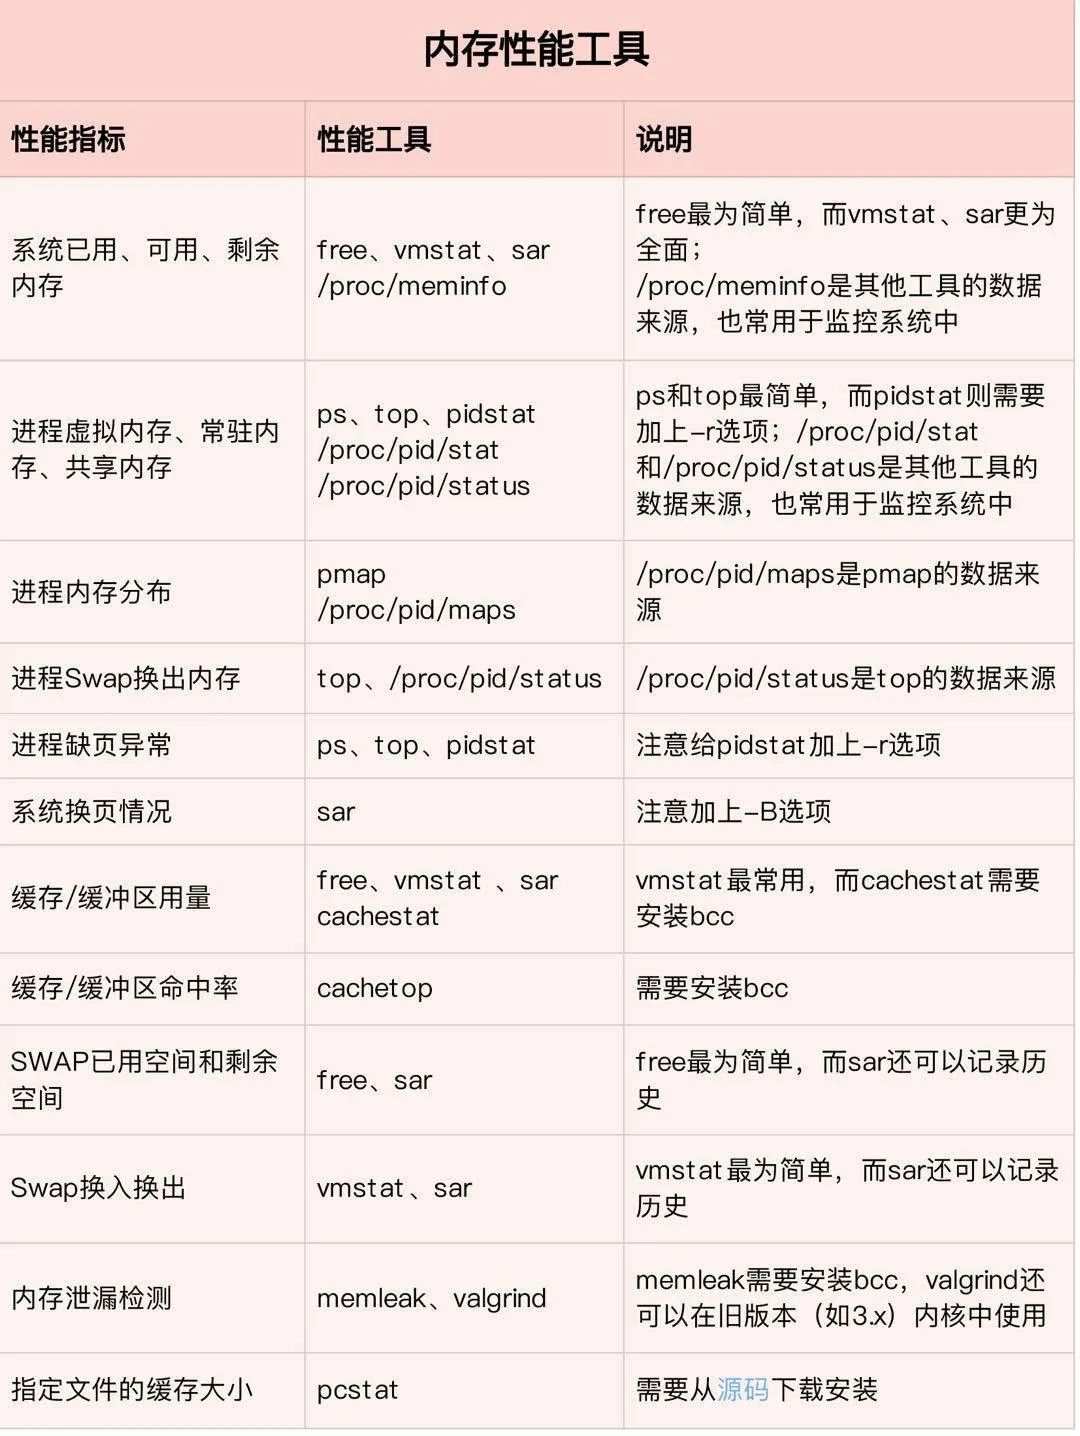 内存性能工具
性能指标
性能工具
说明
系统已用、可用、剩余
内存
free、vmstat、sar
/proc/meminfo
free最为简单，而vmstat、sar更为
全面；
/proc/meminfo是其他工具的数据
来源，也常用于监控系统中
进程虚拟内存、常驻内
存、共享内存
ps、top、pidstat
/proc/pid/stat
/proc/pid/status
ps和top最简单，而pidstat则需要
加上-r选项；/proc/pid/stat
和/proc/pid/status是其他工具的
数据来源，也常用于监控系统中
进程内存分布
pmap
/proc/pid/maps
/proc/pid/maps是pmap的数据来
源
进程Swap换出内存
top、/proc/pid/status
/proc/pid/status是top的数据来源
进程缺页异常
ps、top、pidstat
注意给pidstat加上-r选项
系统换页情况
sar
注意加上-B选项
缓存/缓冲区用量
free、vmstat 、sar
cachestat
vmstat最常用，而cachestat需要
安装bcc
缓存/缓冲区命中率
cachetop
需要安装bcc
SWAP已用空间和剩余
空间
free、sar
free最为简单，而sar还可以记录历
史
Swap换入换出
vmstat、sar
vmstat最为简单，而sar还可以记录
历史
内存泄漏检测
memleak、valgrind
memleak需要安装bcc，valgrind还
可以在旧版本（如3.x）内核中使用
指定文件的缓存大小
pcstat
需要从源码下载安装